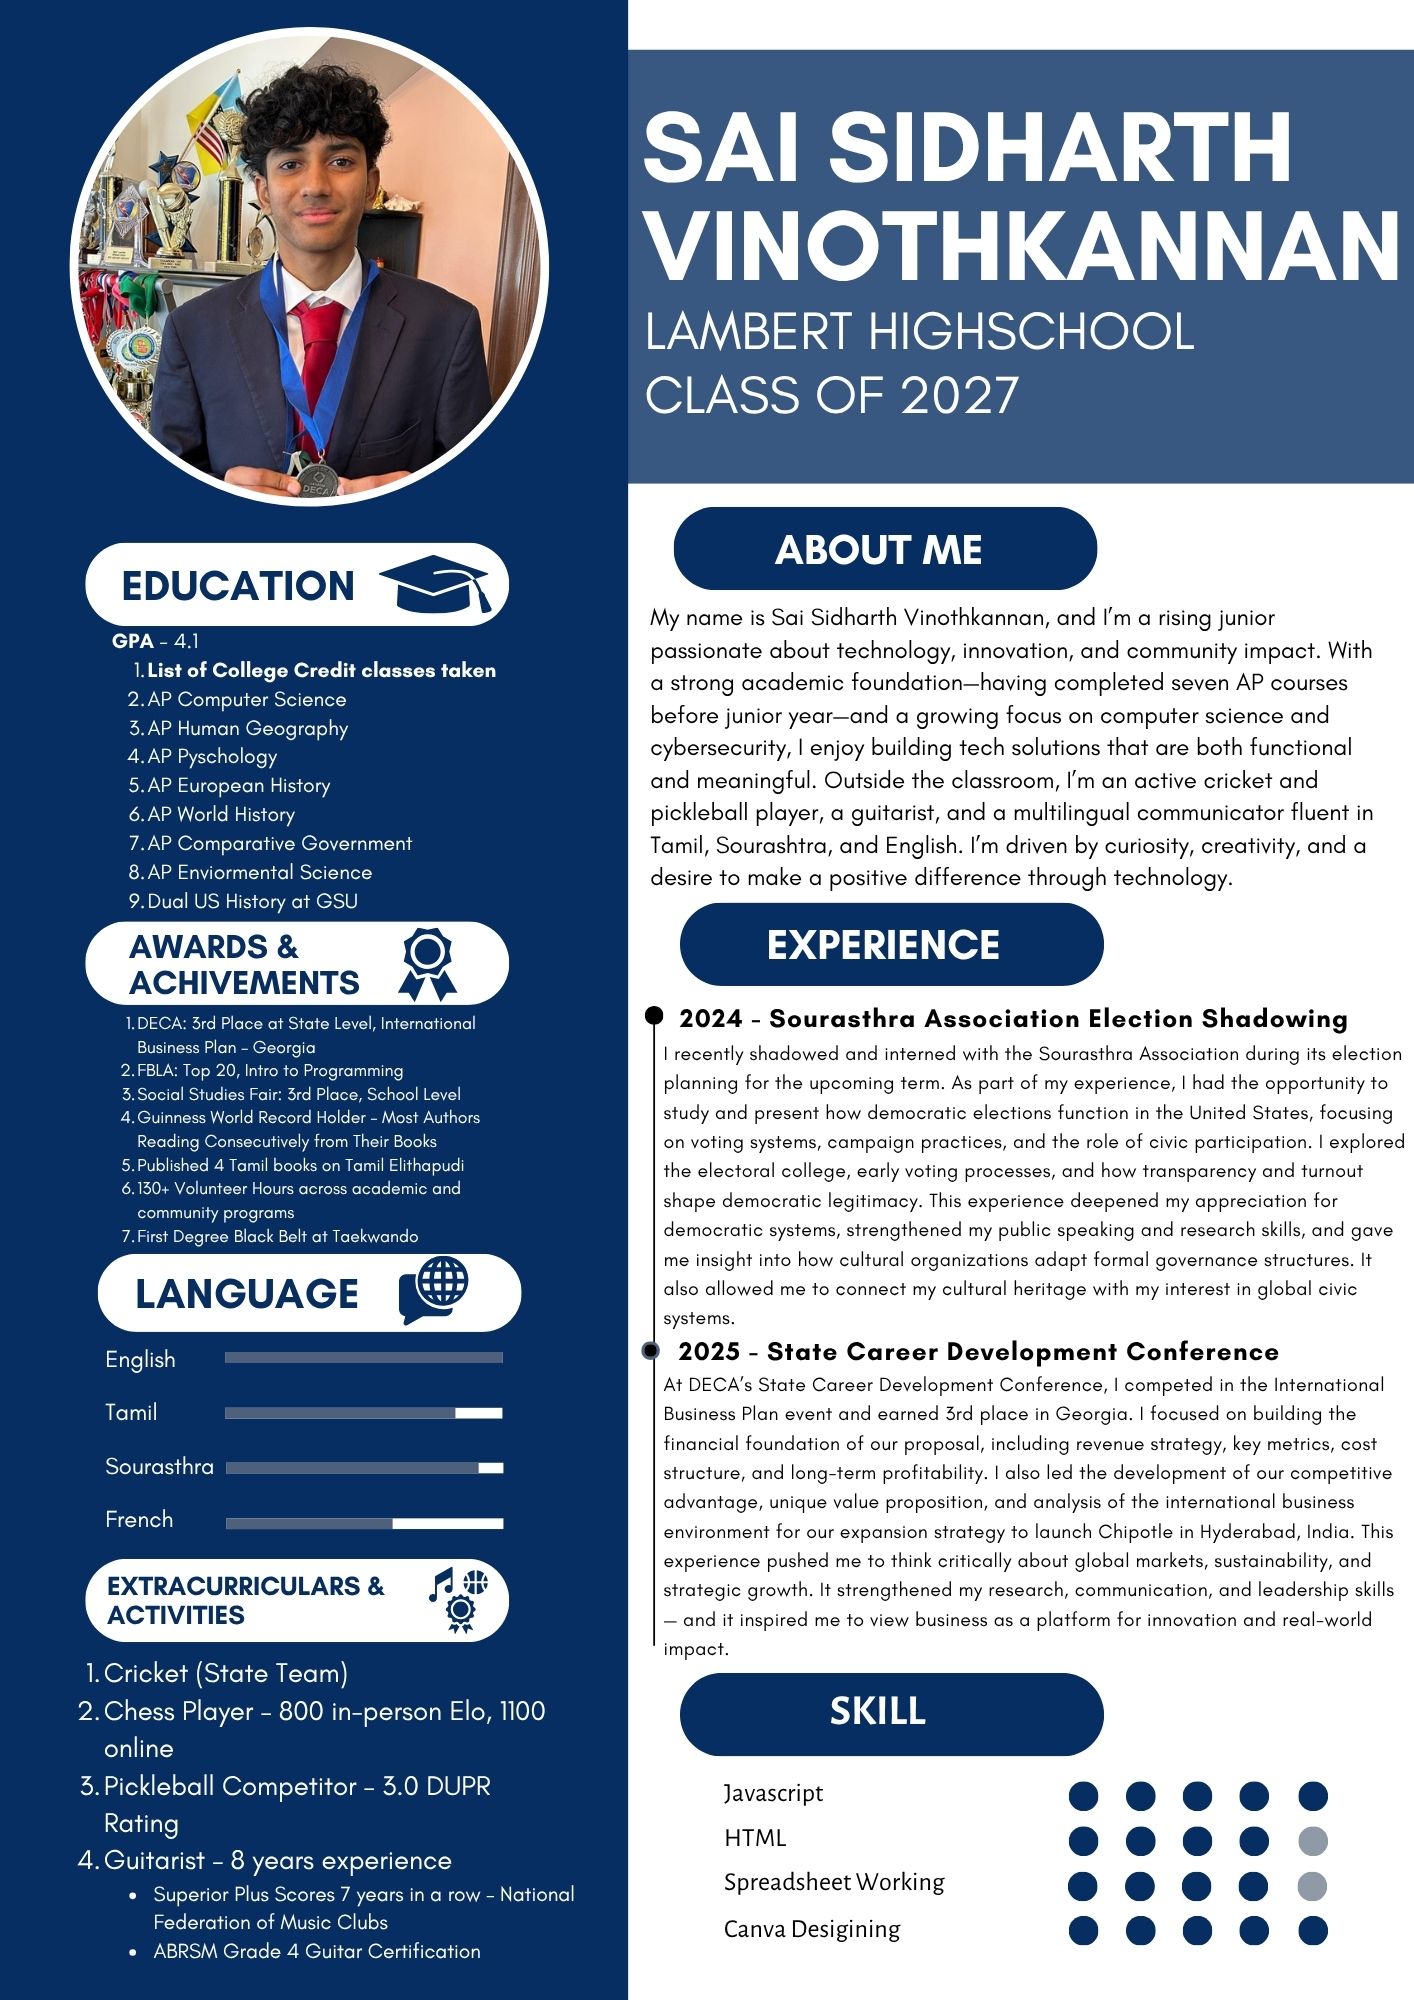 SAI SIDHARTH
VINOTHKANNAN
LAMBERT HIGHSCHOOL
CLASS OF 2027
DECA
EDUCATION
GPA - 4.1
1. List of College Credit classes taken
2. AP Computer Science
3. AP Human Geography
4. AP Pyschology
5. AP European History
6. AP World History
7. AP Comparative Government
8. AP Enviormental Science
9. Dual US History at GSU
AWARDS &
ACHIVEMENTS
1. DECA: 3rd Place at State Level, International
Business Plan - Georgia
2. FBLA: Top 20, Intro to Programming
3. Social Studies Fair: 3rd Place, School Level
4. Guinness World Record Holder - Most Authors
Reading Consecutively from Their Books
5. Published 4 Tamil books on Tamil Elithapudi
6. 130+ Volunteer Hours across academic and
community programs
7. First Degree Black Belt at Taekwando
LANGUAGE
English
Tamil
Sourasthra
French
EXTRACURRICULARS &
ACTIVITIES
1. Cricket (State Team)
2. Chess Player - 800 in-person Elo, 1100
online
3. Pickleball Competitor - 3.0 DUPR
Rating
4. Guitarist - 8 years experience
• Superior Plus Scores 7 years in a row - National
Federation of Music Clubs
• ABRSM Grade 4 Guitar Certification
ABOUT ME
My name is Sai Sidharth Vinothkannan, and I'm a rising junior
passionate about technology, innovation, and community impact. With
a strong academic foundation—having completed seven AP courses
before junior year—and a growing focus on computer science and
cybersecurity, I enjoy building tech solutions that are both functional
and meaningful. Outside the classroom, I'm an active cricket and
pickleball player, a guitarist, and a multilingual communicator fluent in
Tamil, Sourashtra, and English. I'm driven by curiosity, creativity, and a
desire to make a positive difference through technology.
EXPERIENCE
2024 - Sourasthra Association Election Shadowing
I recently shadowed and interned with the Sourasthra Association during its election
planning for the upcoming term. As part of my experience, I had the opportunity to
study and present how democratic elections function in the United States, focusing
on voting systems, campaign practices, and the role of civic participation. I explored
the electoral college, early voting processes, and how transparency and turnout
shape democratic legitimacy. This experience deepened my appreciation for
democratic systems, strengthened my public speaking and research skills, and gave
me insight into how cultural organizations adapt formal governance structures. It
also allowed me to connect my cultural heritage with my interest in global civic
systems.
2025 - State Career Development Conference
At DECA's State Career Development Conference, I competed in the International
Business Plan event and earned 3rd place in Georgia. I focused on building the
financial foundation of our proposal, including revenue strategy, key metrics, cost
structure, and long-term profitability. I also led the development of our competitive
advantage, unique value proposition, and analysis of the international business
environment for our expansion strategy to launch Chipotle in Hyderabad, India. This
experience pushed me to think critically about global markets, sustainability, and
strategic growth. It strengthened my research, communication, and leadership skills
— and it inspired me to view business as a platform for innovation and real-world
impact.
SKILL
Javascript
HTML
Spreadsheet Working
Canva Desigining